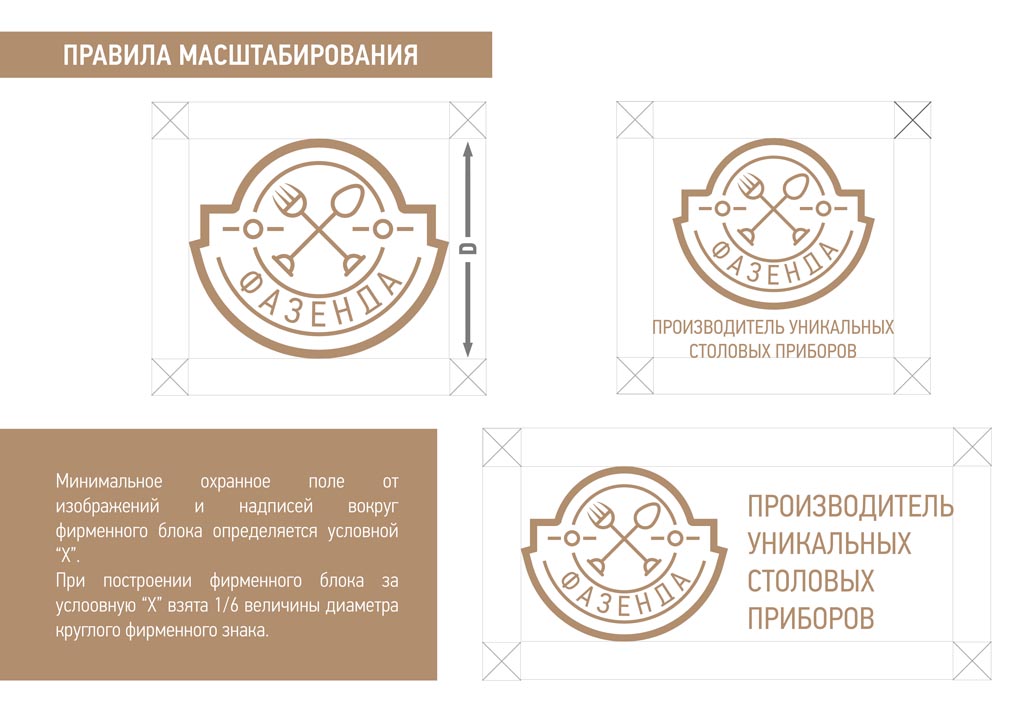 ПРАВИЛА МАСШТАБИРОВАНИЯ
ФАЗЕНДА
D
ФАЗЕНДА
ПРОИЗВОДИТЕЛЬ УНИКАЛЬНЫХ
СТОЛОВЫХ ПРИБОРОВ
Минимальное охранное поле от
изображений и надписей вокруг
фирменного блока определяется условной
“X”.
При построении фирменного блока за
услоовную “X” взята 1/6 величины диаметра
круглого фирменного знака.
ФАЗЕНДА
ПРОИЗВОДИТЕЛЬ
УНИКАЛЬНЫХ
СТОЛОВЫХ
ПРИБОРОВ